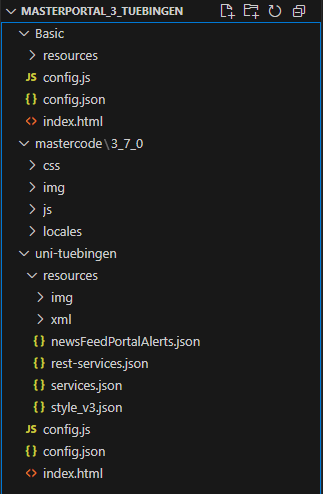 MASTERPORTAL_3_TUEBINGEN
Basic
resources
JS config.js
{} config.json
<> index.html
mastercode\3_7_0
css
img
js
locales
uni-tuebingen
resources
img
xml
{} newsFeedPortalAlerts.json
{} rest-services.json
{} services.json
{} style_v3.json
JS config.js
{} config.json
<> index.html